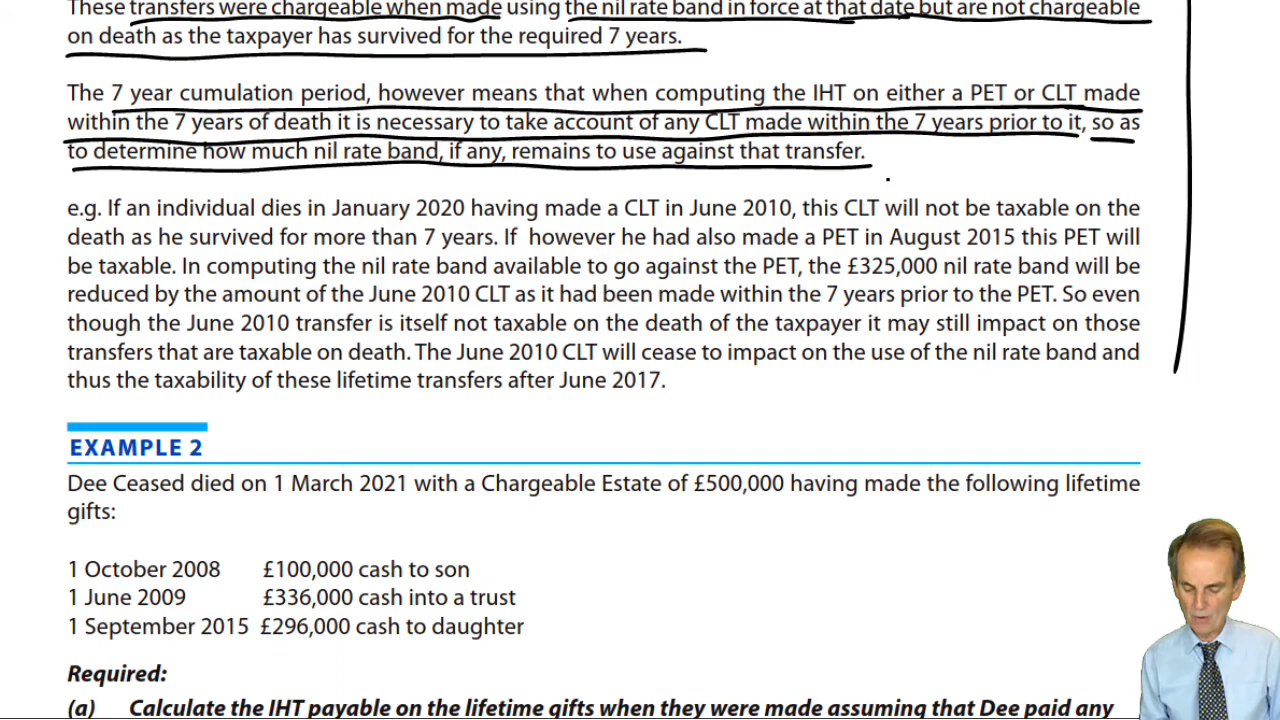 These transfers were chargeable when made using the nil rate band in force at that date but are not chargeable
on death as the taxpayer has survived for the required 7 years.
The 7 year cumulation period, however means that when computing the IHT on either a PET or CLT made
within the 7 years of death it is necessary to take account of any CLT made within the 7 years prior to it, so as
to determine how much nil rate band, if any, remains to use against that transfer.
e.g. If an individual dies in January 2020 having made a CLT in June 2010, this CLT will not be taxable on the
death as he survived for more than 7 years. If however he had also made a PET in August 2015 this PET will
be taxable. In computing the nil rate band available to go against the PET, the £325,000 nil rate band will be
reduced by the amount of the June 2010 CLT as it had been made within the 7 years prior to the PET. So even
though the June 2010 transfer is itself not taxable on the death of the taxpayer it may still impact on those
transfers that are taxable on death. The June 2010 CLT will cease to impact on the use of the nil rate band and
thus the taxability of these lifetime transfers after June 2017.
EXAMPLE 2
Dee Ceased died on 1 March 2021 with a Chargeable Estate of £500,000 having made the following lifetime
gifts:
1 October 2008 £100,000 cash to son
1 June 2009 £336,000 cash into a trust
1 September 2015 £296,000 cash to daughter
Required:
(a) Calculate the IHT payable on the lifetime gifts when they were made assuming that Dee paid any